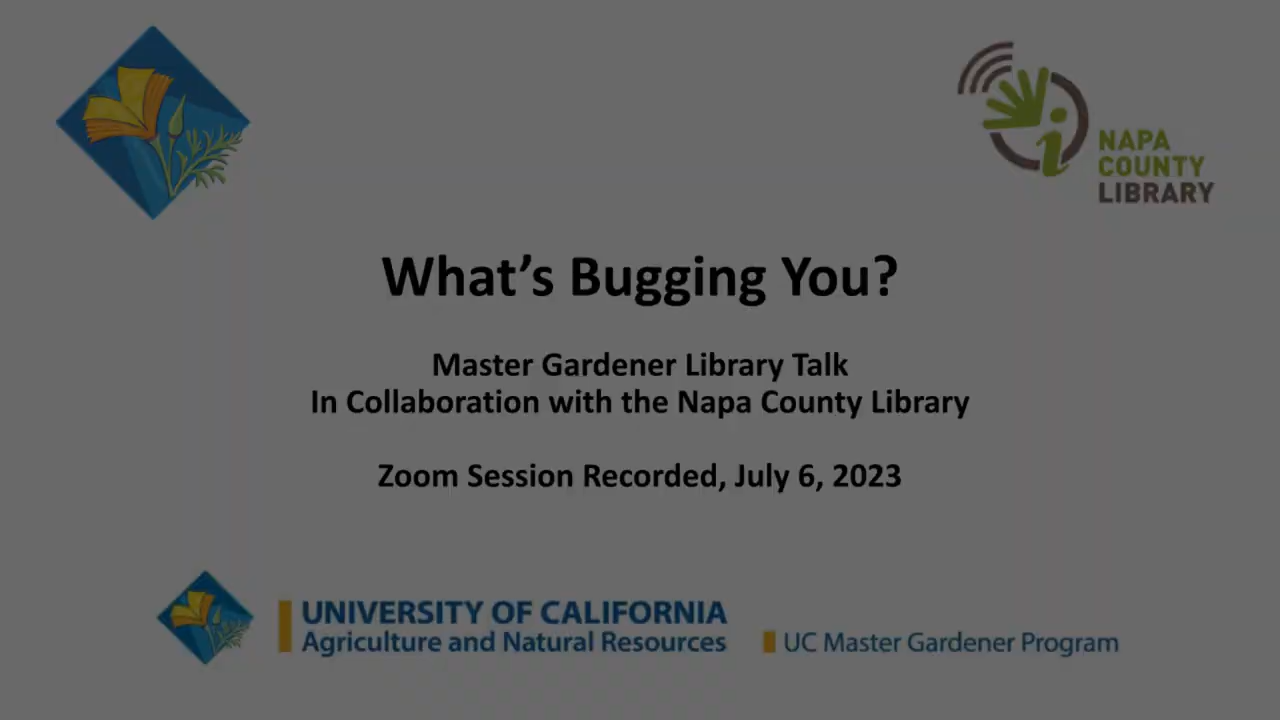 NAPA
COUNTY
LIBRARY
What's Bugging You?
Master Gardener Library Talk
In Collaboration with the Napa County Library
Zoom Session Recorded, July 6, 2023
UNIVERSITY OF CALIFORNIA
Agriculture and Natural Resources
UC Master Gardener Program